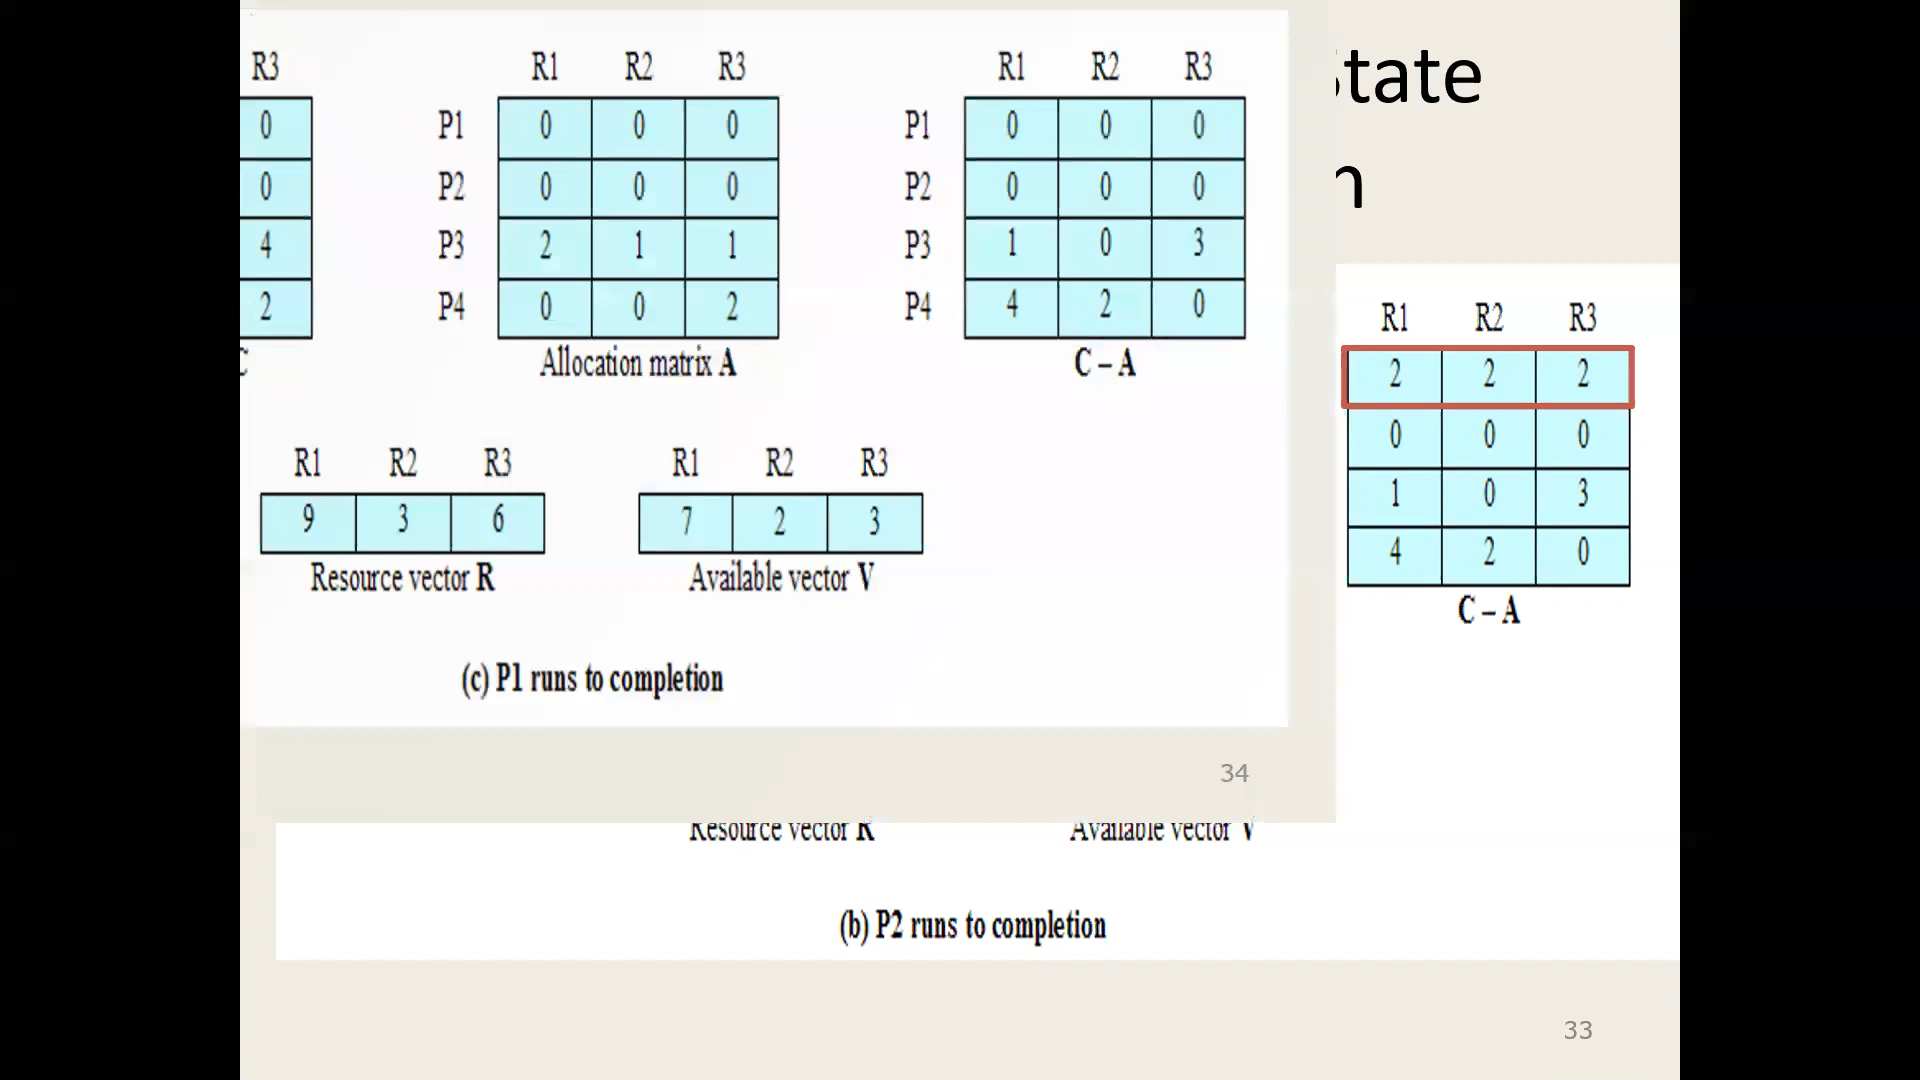 R3 R1 R2 R3 R1 R2 R3
0 P1 0 0 0 P1 0 0 0
0 P2 0 0 0 P2 0 0 0
4 P3 2 1 1 P3 1 0 3
2 P4 0 0 2 P4 4 2 0
C Allocation matrix A C – A
R1 R2 R3 R1 R2 R3
9 3 6 7 2 3
Resource vector R Available vector V
(c) P1 runs to completion
34
State
n
R1 R2 R3
2 2 2
0 0 0
1 0 3
4 2 0
C – A
Resource vector R Available vector V
(b) P2 runs to completion
33